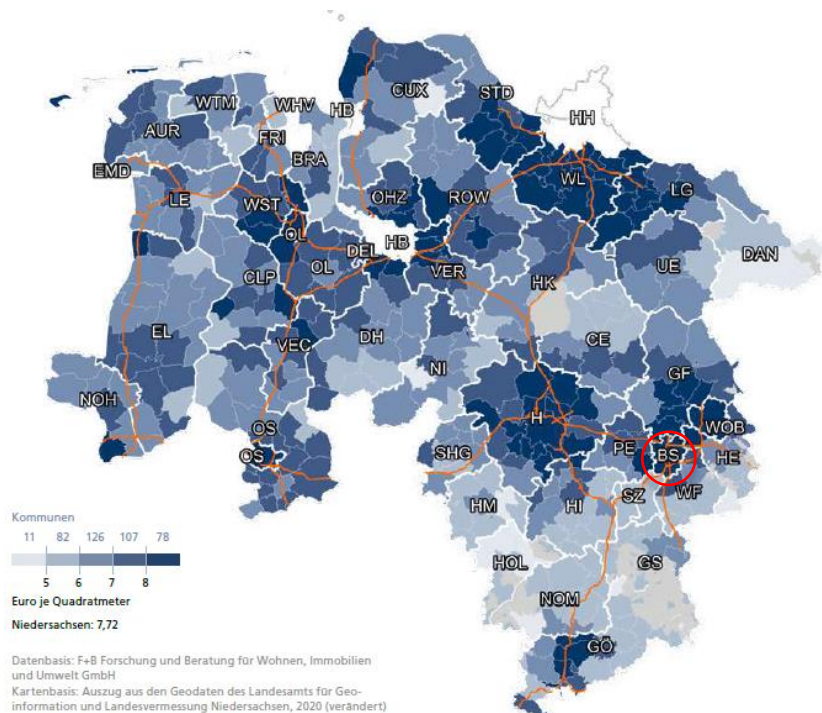 CUX
STD
WTM
WHV
HB
HH
AUR
FRI
BRA
EMD
OHZ
ROW
WL
LG
LE
WST
OL
HB
DEL
OL
VER
UE
DAN
CLP
HK
EL
VEC
DH
CE
NI
GF
NOH
OS
H
WOB
OS
SHG
PE
BS
HE
SZ
WF
HM
HI
Kommunen
11 82 126 107 78
5 6 7 8
Euro je Quadratmeter
Niedersachsen: 7,72
HOL
GS
NOM
GÖ
Datenbasis: F+B Forschung und Beratung für Wohnen, Immobilien
und Umwelt GmbH
Kartenbasis: Auszug aus den Geodaten des Landesamts für Geo-
information und Landesvermessung Niedersachsen, 2020 (verändert)